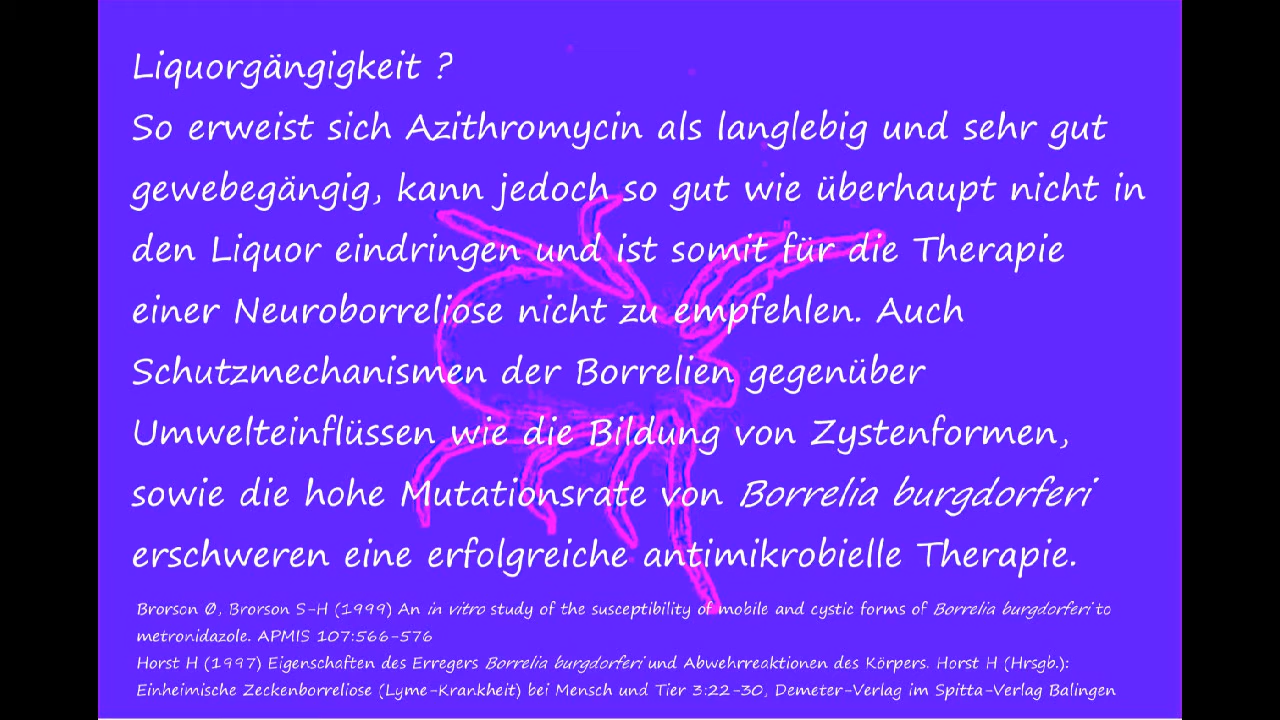 Liquorgängigkeit ?
So erweist sich Azithromycin als langlebig und sehr gut
gewebegängig, kann jedoch so gut wie überhaupt nicht in
den Liquor eindringen und ist somit für die Therapie
einer Neuroborreliose nicht zu empfehlen. Auch
Schutzmechanismen der Borrelien gegenüber
Umwelteinflüssen wie die Bildung von Zystenformen,
sowie die hohe Mutationsrate von Borrelia burgdorferi
erschweren eine erfolgreiche antimikrobielle Therapie.
Brorson Ø, Brorson S-H (1999) An in vitro study of the susceptibility of mobile and cystic forms of Borrelia burgdorferi to
metronidazole. APMIS 107:566-576
Horst H (1997) Eigenschaften des Erregers Borrelia burgdorferi und Abwehrreaktionen des Körpers. Horst H (Hrsgb.):
Einheimische Zeckenborreliose (Lyme-Krankheit) bei Mensch und Tier 3:22-30, Demeter-Verlag im Spitta-Verlag Balingen